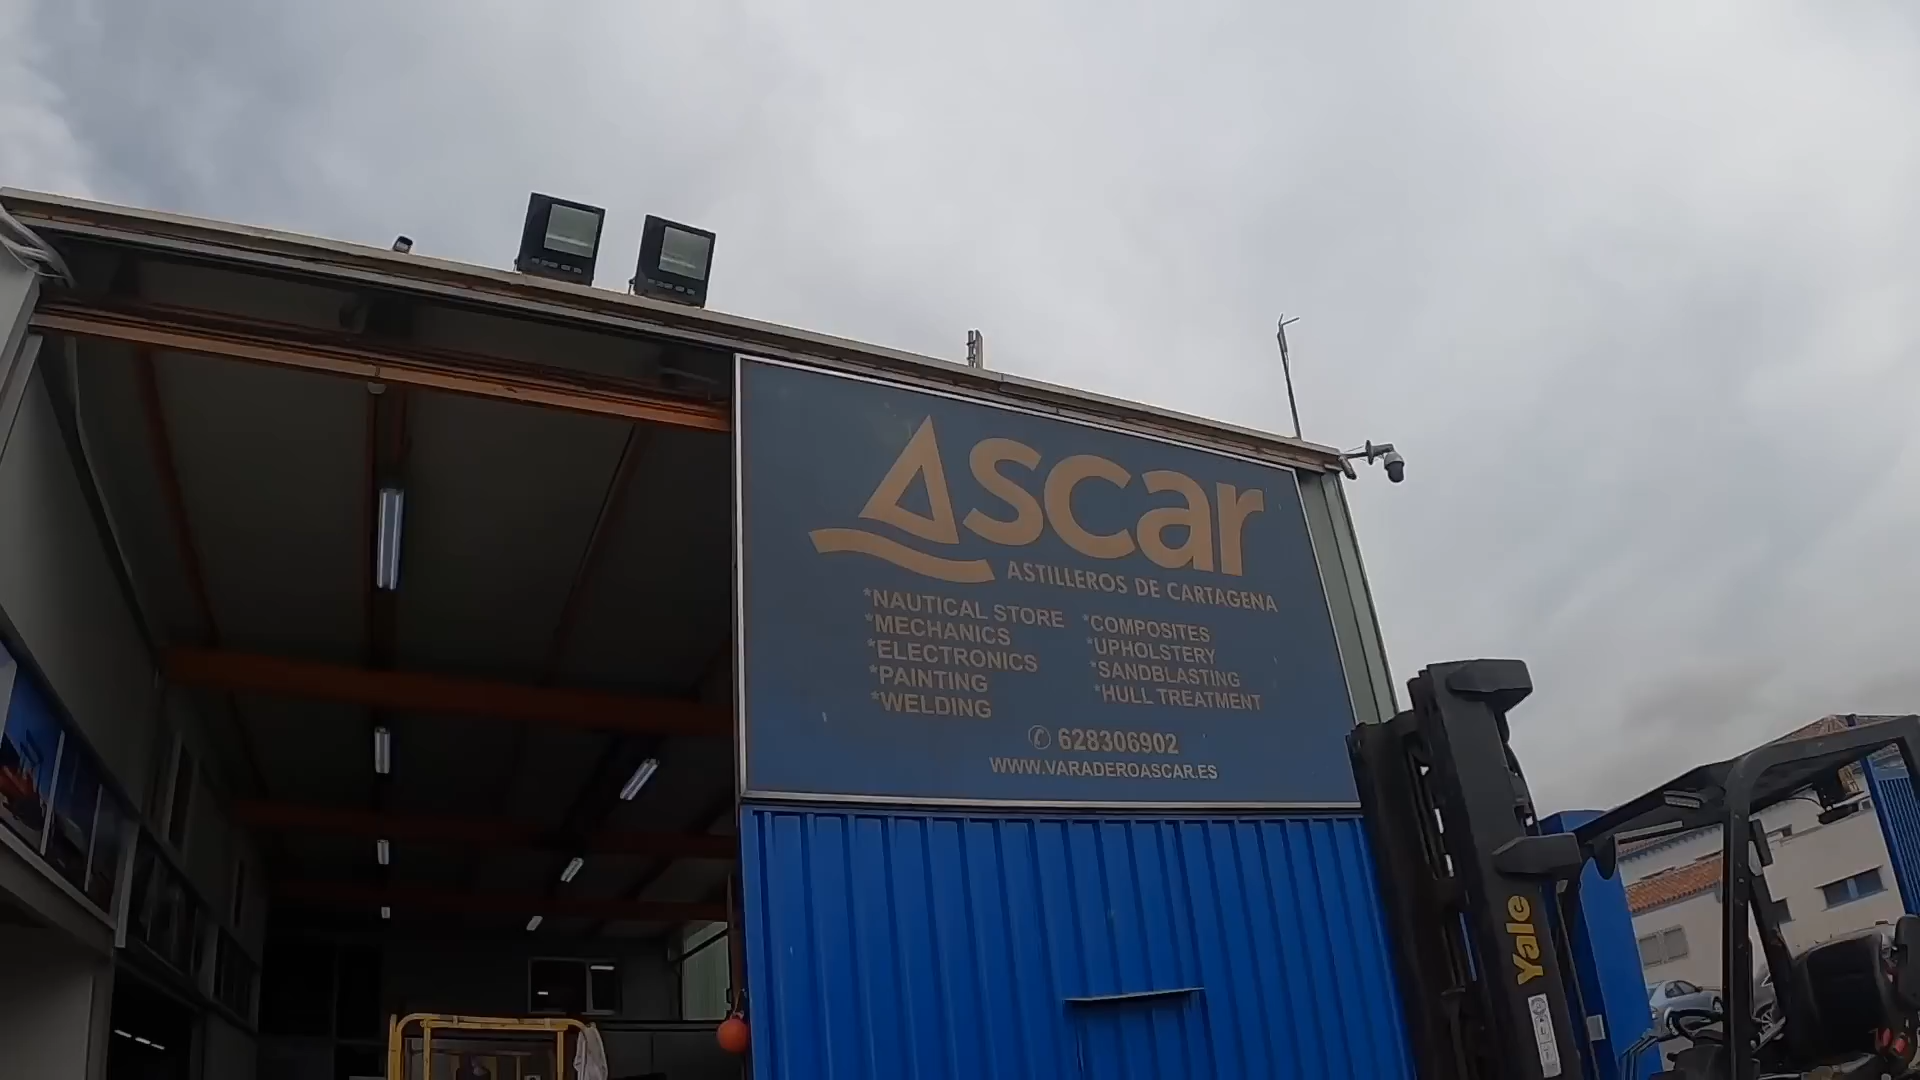 Ascar
ASTILLEROS DE CARTAGENA
*NAUTICAL STORE
*MECHANICS
*ELECTRONICS
*PAINTING
*WELDING
*COMPOSITES
*UPHOLSTERY
*SANDBLASTING
*HULL TREATMENT
✆ 628306902
WWW.VARADEROASCAR.ES
Yale